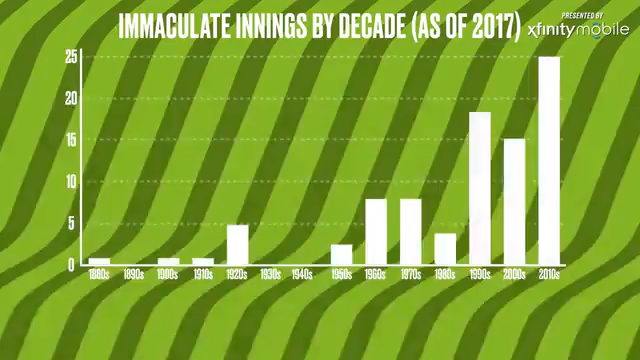 IMMACULATE INNINGS BY DECADE (AS OF 2017)
PRESENTED BY
xfinity mobile
25
20
15
10
5
0
1800s 1890s 1900s 1910s 1920s 1930s 1940s 1950s 1960s 1970s 1980s 1990s 2000s 2010s